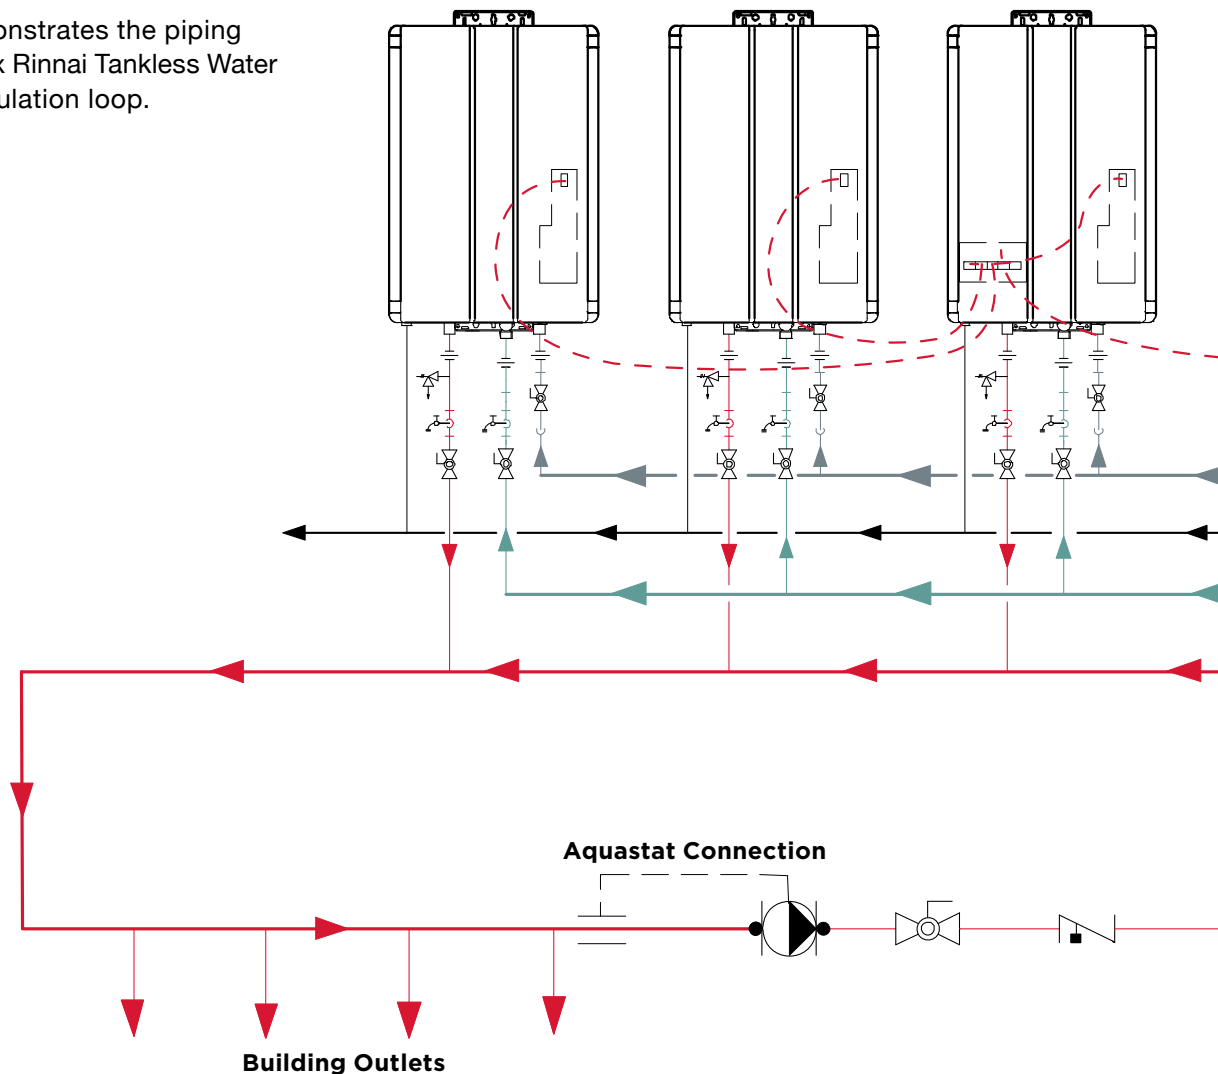 onstrates the piping
x Rinnai Tankless Water
ulation loop.
Aquastat Connection
Building Outlets